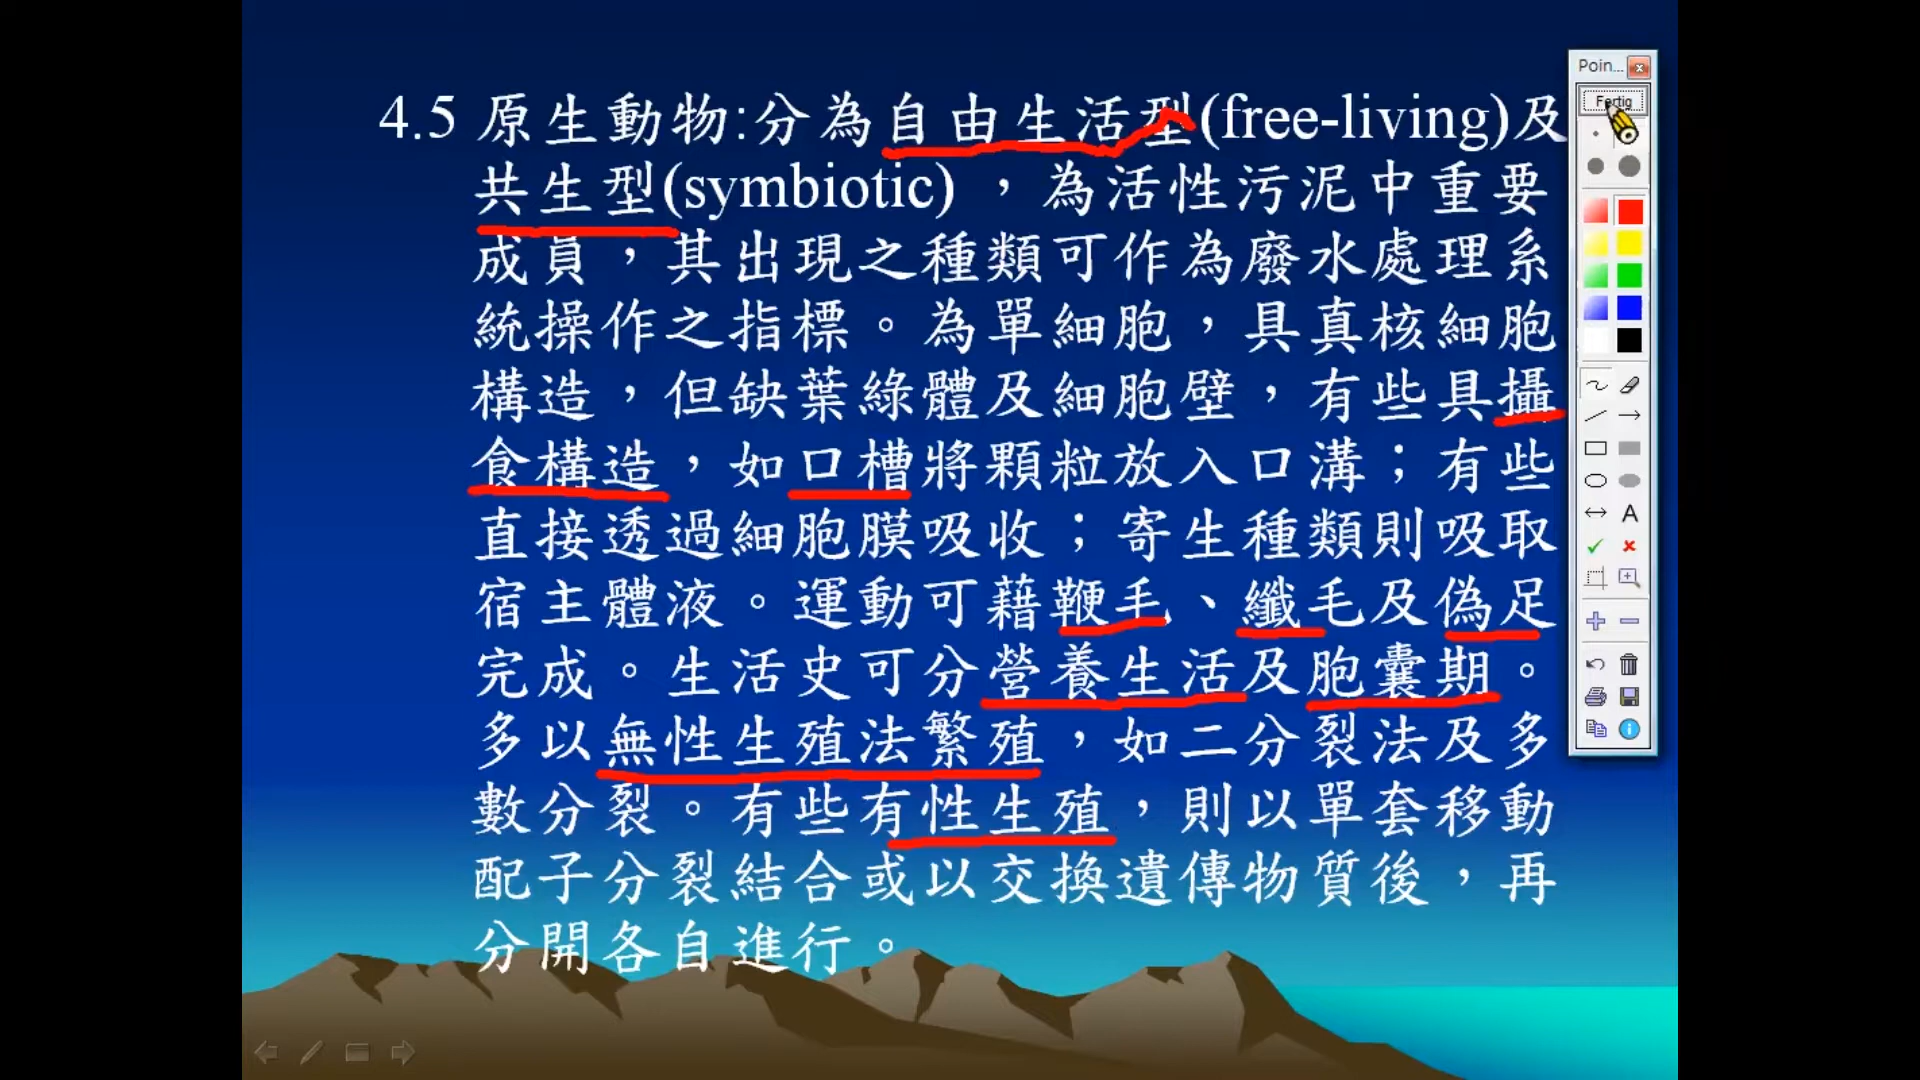 4.5 原生動物:分為自由生活型(free-living)及
共生型(symbiotic) ，為活性污泥中重要
成員，其出現之種類可作為廢水處理系
統操作之指標。為單細胞，具真核細胞
構造，但缺葉綠體及細胞壁，有些具攝
食構造，如口槽將顆粒放入口溝；有些
直接透過細胞膜吸收；寄生種類則吸取
宿主體液。運動可藉鞭毛、纖毛及偽足
完成。生活史可分營養生活及胞囊期。
多以無性生殖法繁殖，如二分裂法及多
數分裂。有些有性生殖，則以單套移動
配子分裂結合或以交換遺傳物質後，再
分開各自進行。
Poin...
Fertig
A